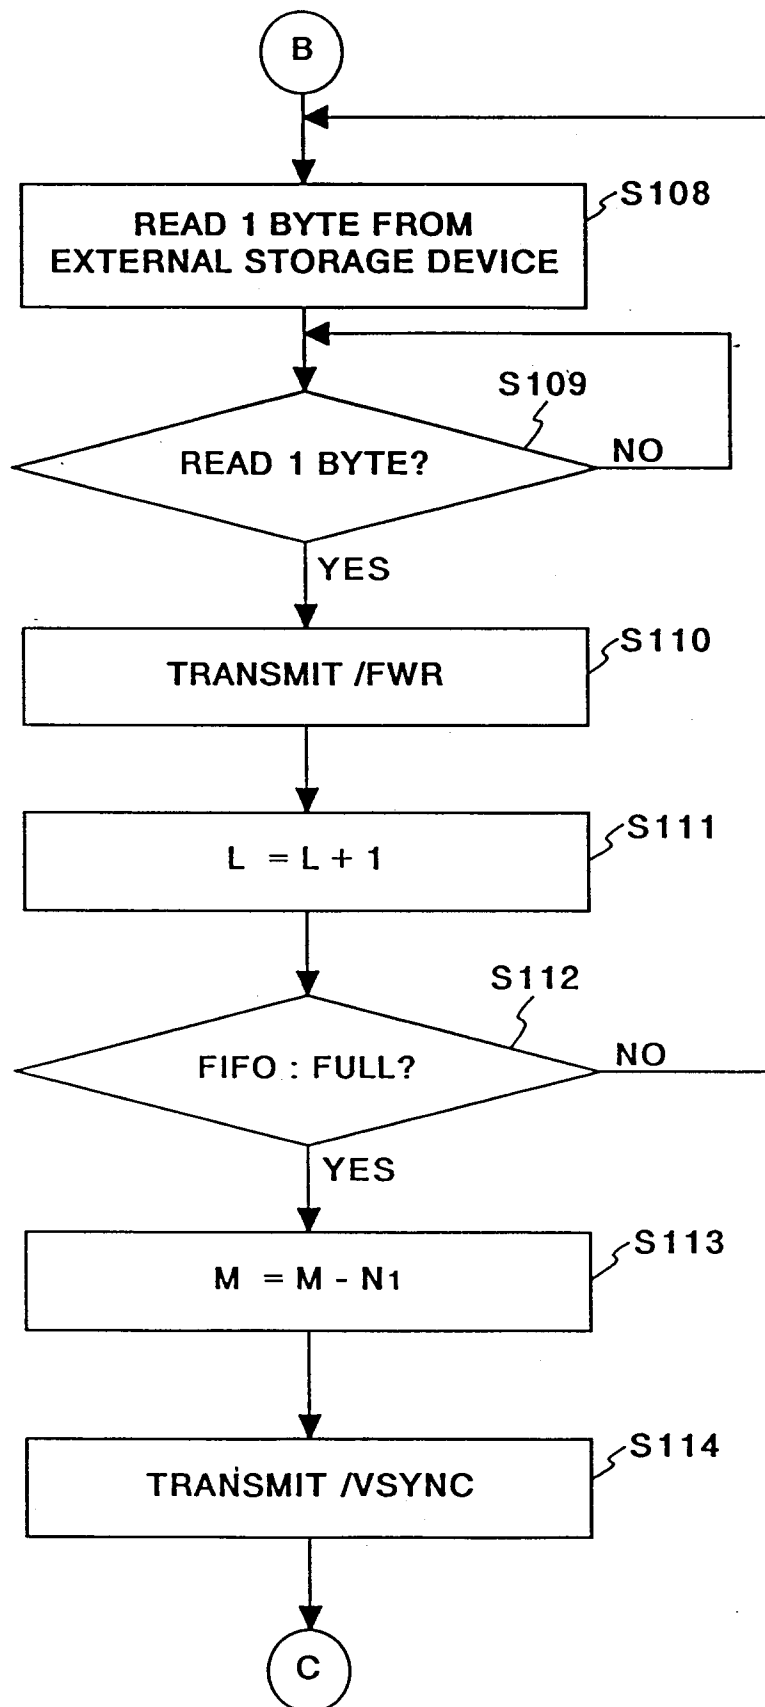 B
S108
READ 1 BYTE FROM
EXTERNAL STORAGE DEVICE
S109
READ 1 BYTE?
NO
YES
S110
TRANSMIT /FWR
S111
L = L + 1
S112
FIFO : FULL?
NO
YES
S113
M = M - N1
S114
TRANSMIT /VSYNC
C